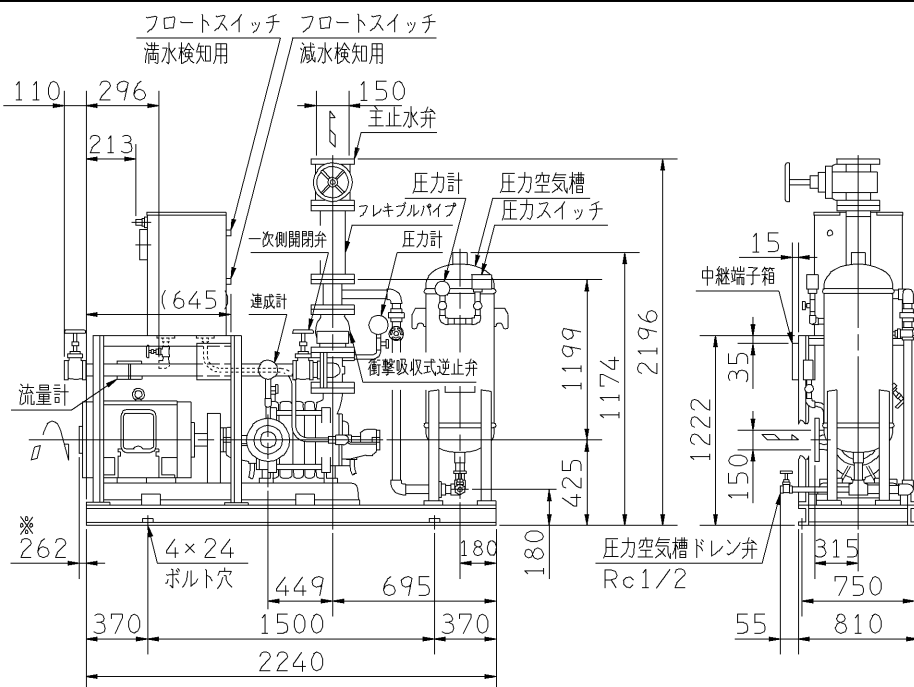 フロートスイッチ
満水検知用
フロートスイッチ
減水検知用
110
296
150
主止水弁
213
圧力計
圧力空気槽
フレキブルパイプ
圧力スイッチ
一次側開閉弁
圧力計
15
中継端子箱
(645)
連成計
衝撃吸収式逆止弁
流量計
1199
1174
2196
35
1222
150
425
180
※
262
4×24
ボルト穴
180
圧力空気槽ドレン弁
Rc1/2
315
449
695
750
370
1500
370
55
810
2240